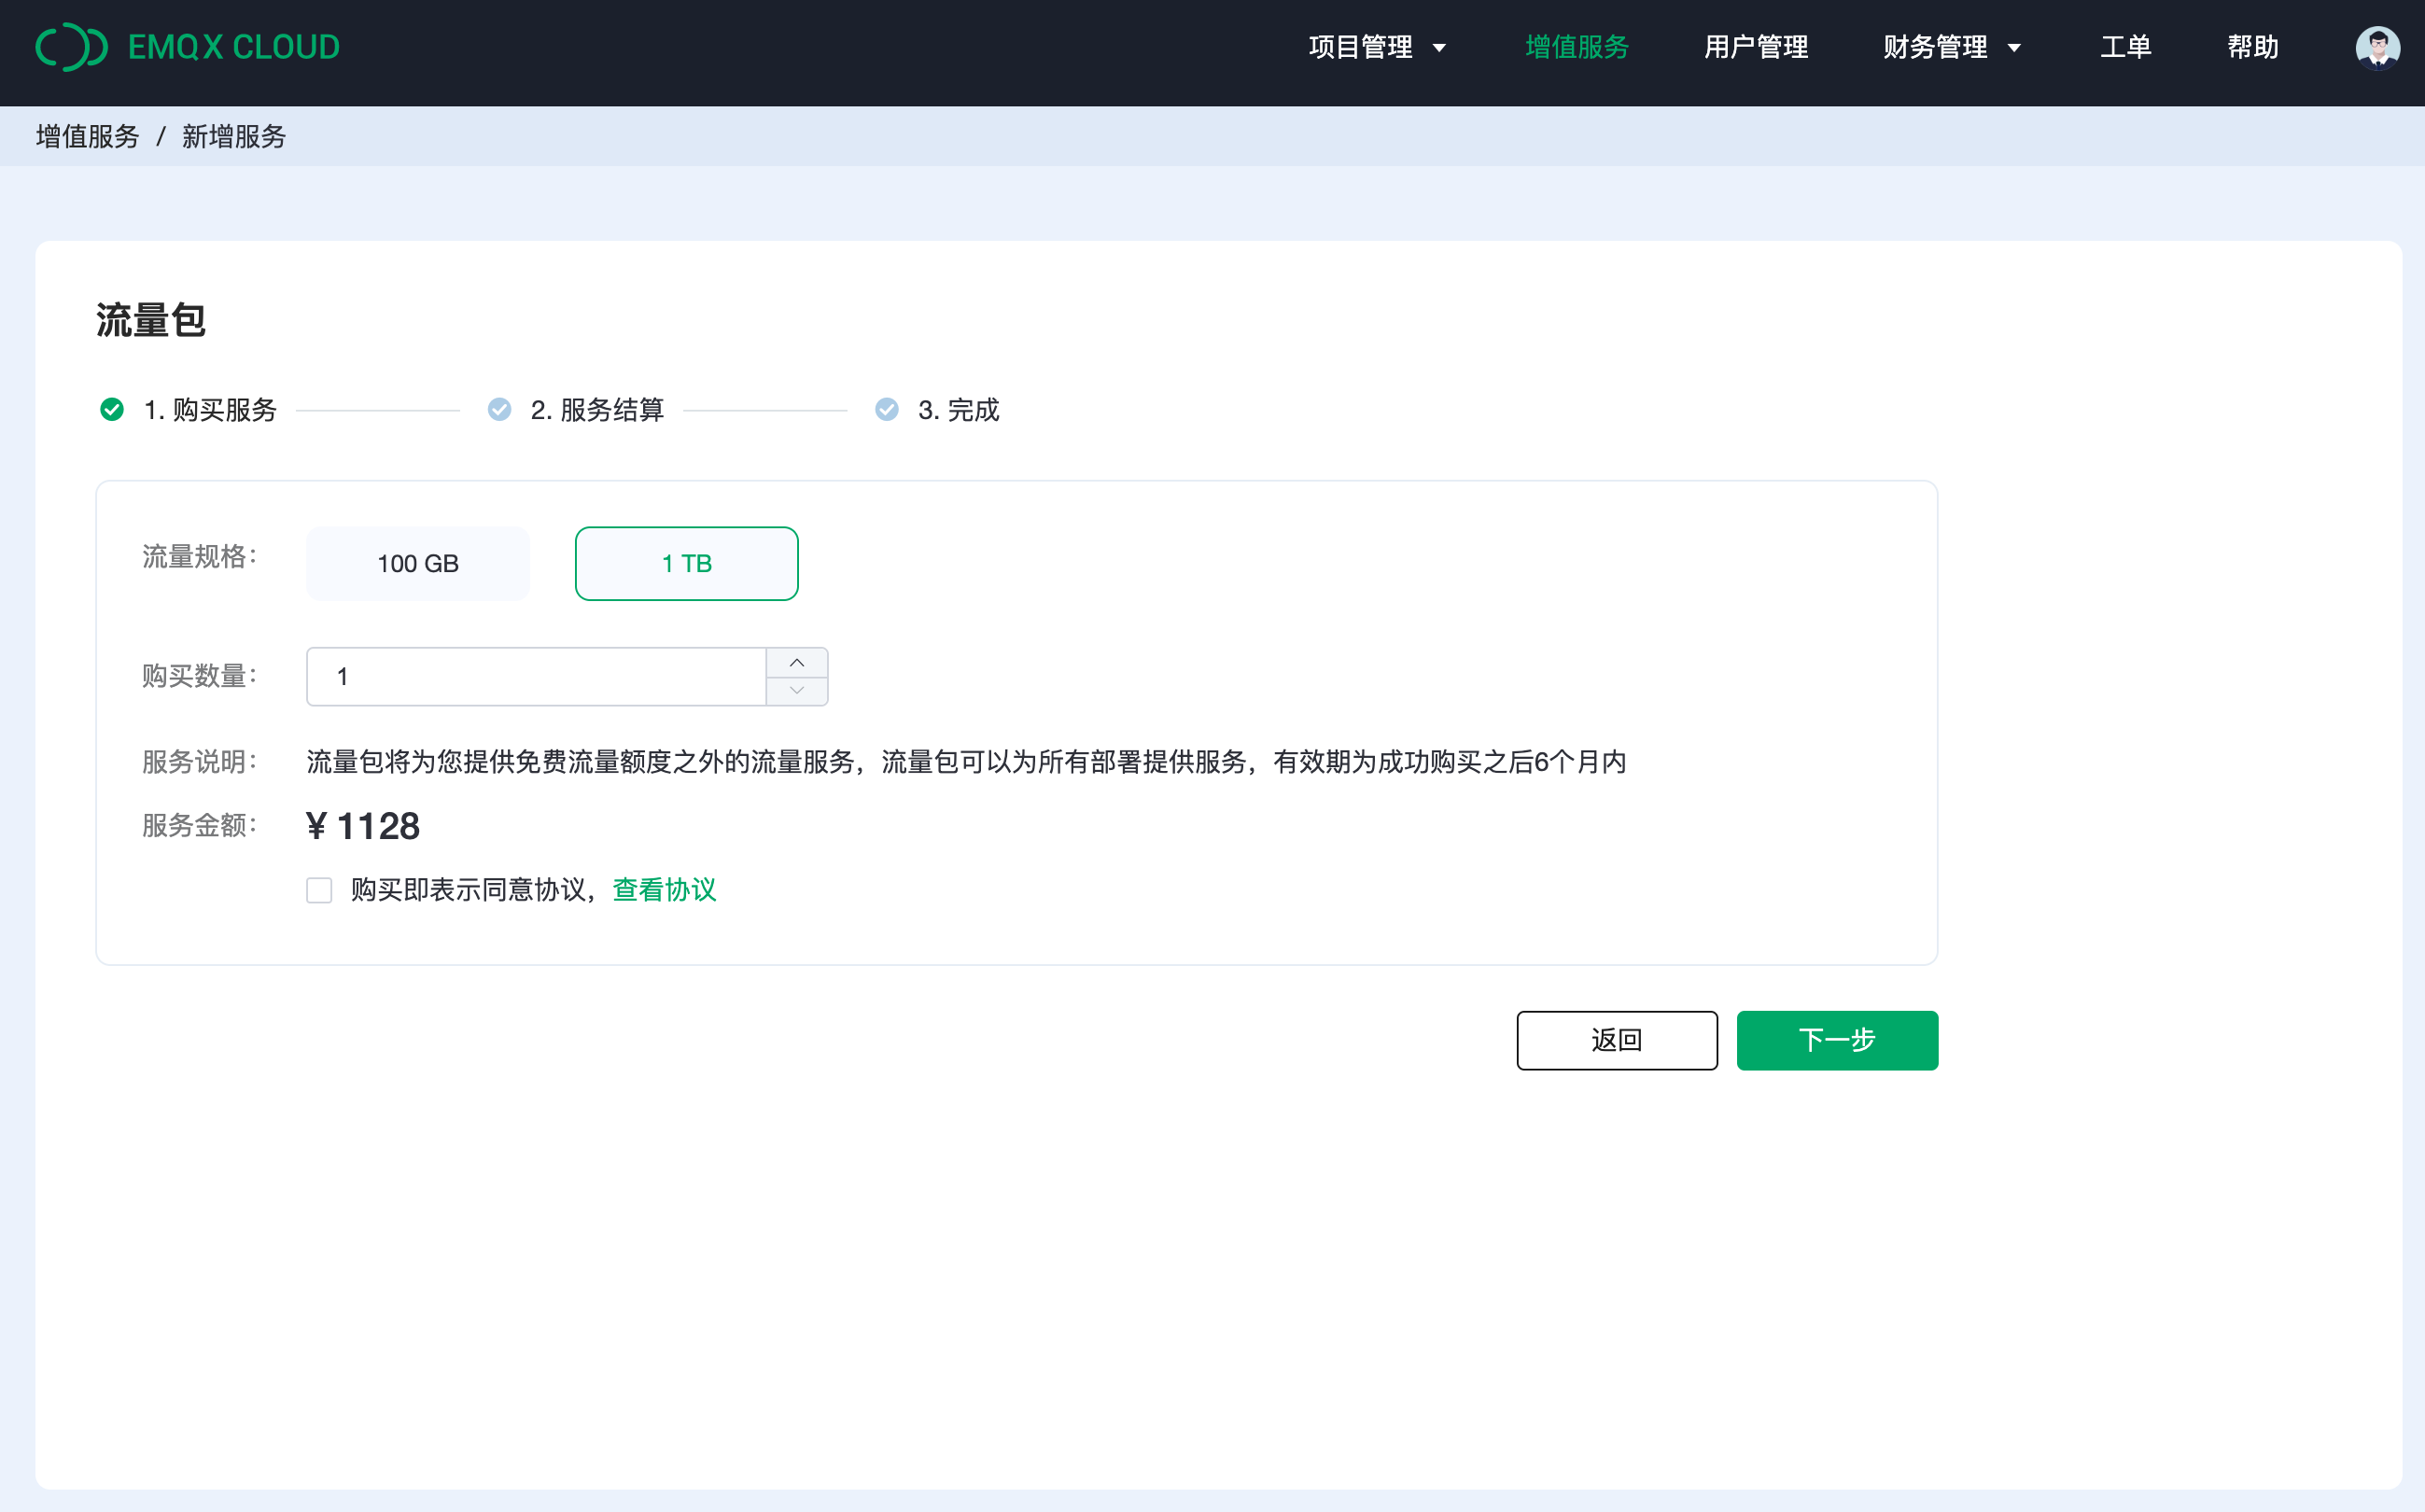 EMQ X CLOUD 项目管理 增值服务 用户管理 财务管理 工单 帮助
增值服务 / 新增服务
流量包
1. 购买服务 2. 服务结算 3. 完成
流量规格： 100 GB 1 TB
购买数量： 1
服务说明： 流量包将为您提供免费流量额度之外的流量服务，流量包可以为所有部署提供服务，有效期为成功购买之后6个月内
服务金额： ¥ 1128
购买即表示同意协议，查看协议
返回 下一步